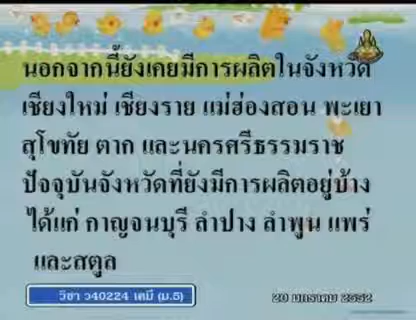 นอกจากนี้ยังเคยมีการผลิตในจังหวัด
เชียงใหม่ เชียงราย แม่ฮ่องสอน พะเยา
สุโขทัย ตาก และนครศรีธรรมราช
ปัจจุบันจังหวัดที่ยังมีการผลิตอยู่บ้าง
ได้แก่ กาญจนบุรี ลำปาง ลำพูน แพร่
และสตูล
วิชา ว40224 เคมี (ม.5)
20 มกราคม 2552